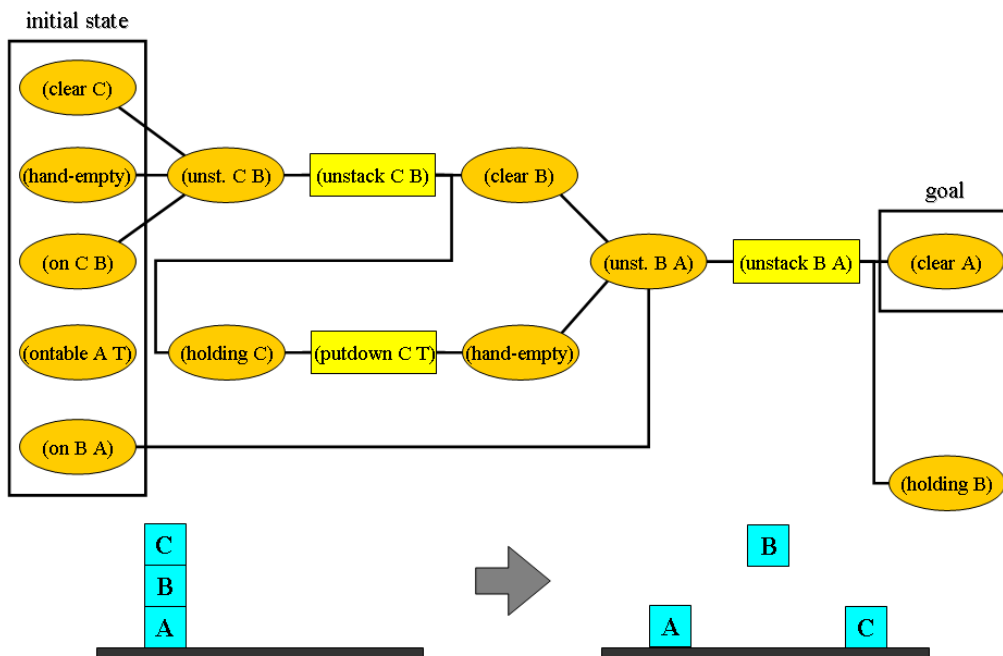 initial state
(clear C)
(hand-empty)
(unst. C B)
(unstack C B)
(clear B)
goal
(on C B)
(unst. B A)
(unstack B A)
(clear A)
(ontable A T)
(holding C)
(putdown C T)
(hand-empty)
(on B A)
(holding B)
C
B
A
B
A
C